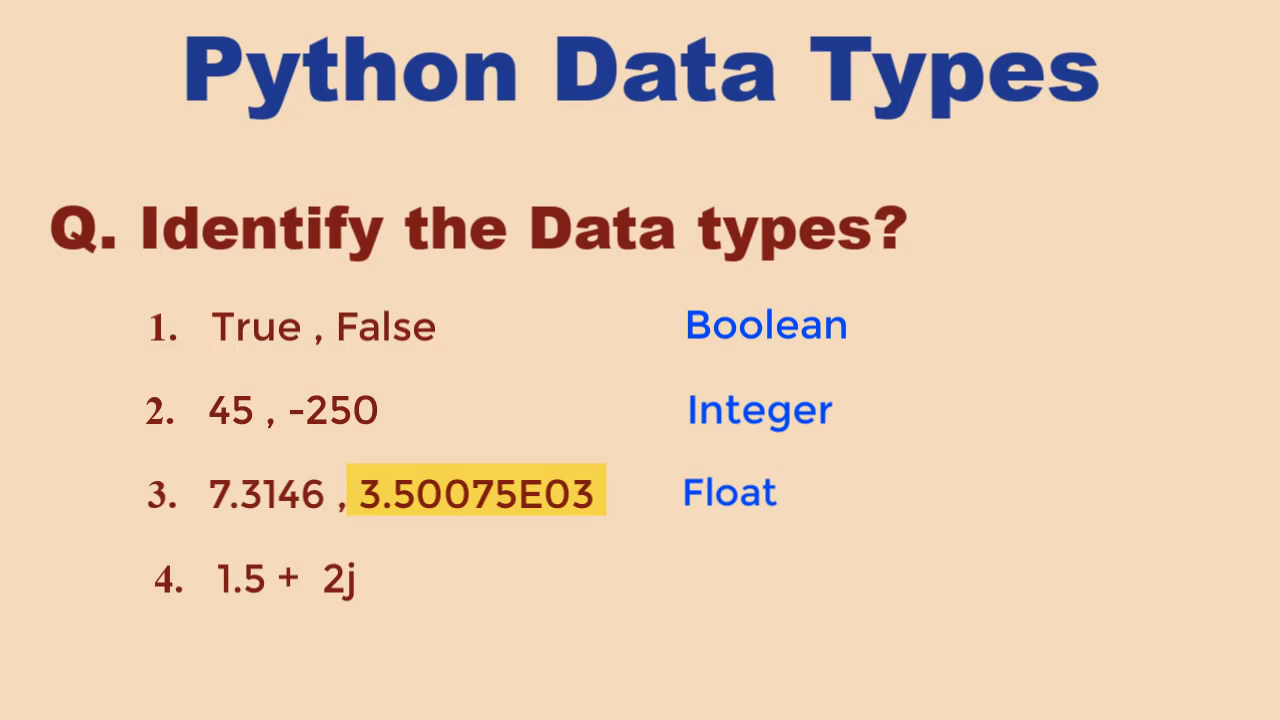 Python Data Types
Q. Identify the Data types?
1. True , False Boolean
2. 45 , -250 Integer
3. 7.3146 , 3.50075E03 Float
4. 1.5 + 2j